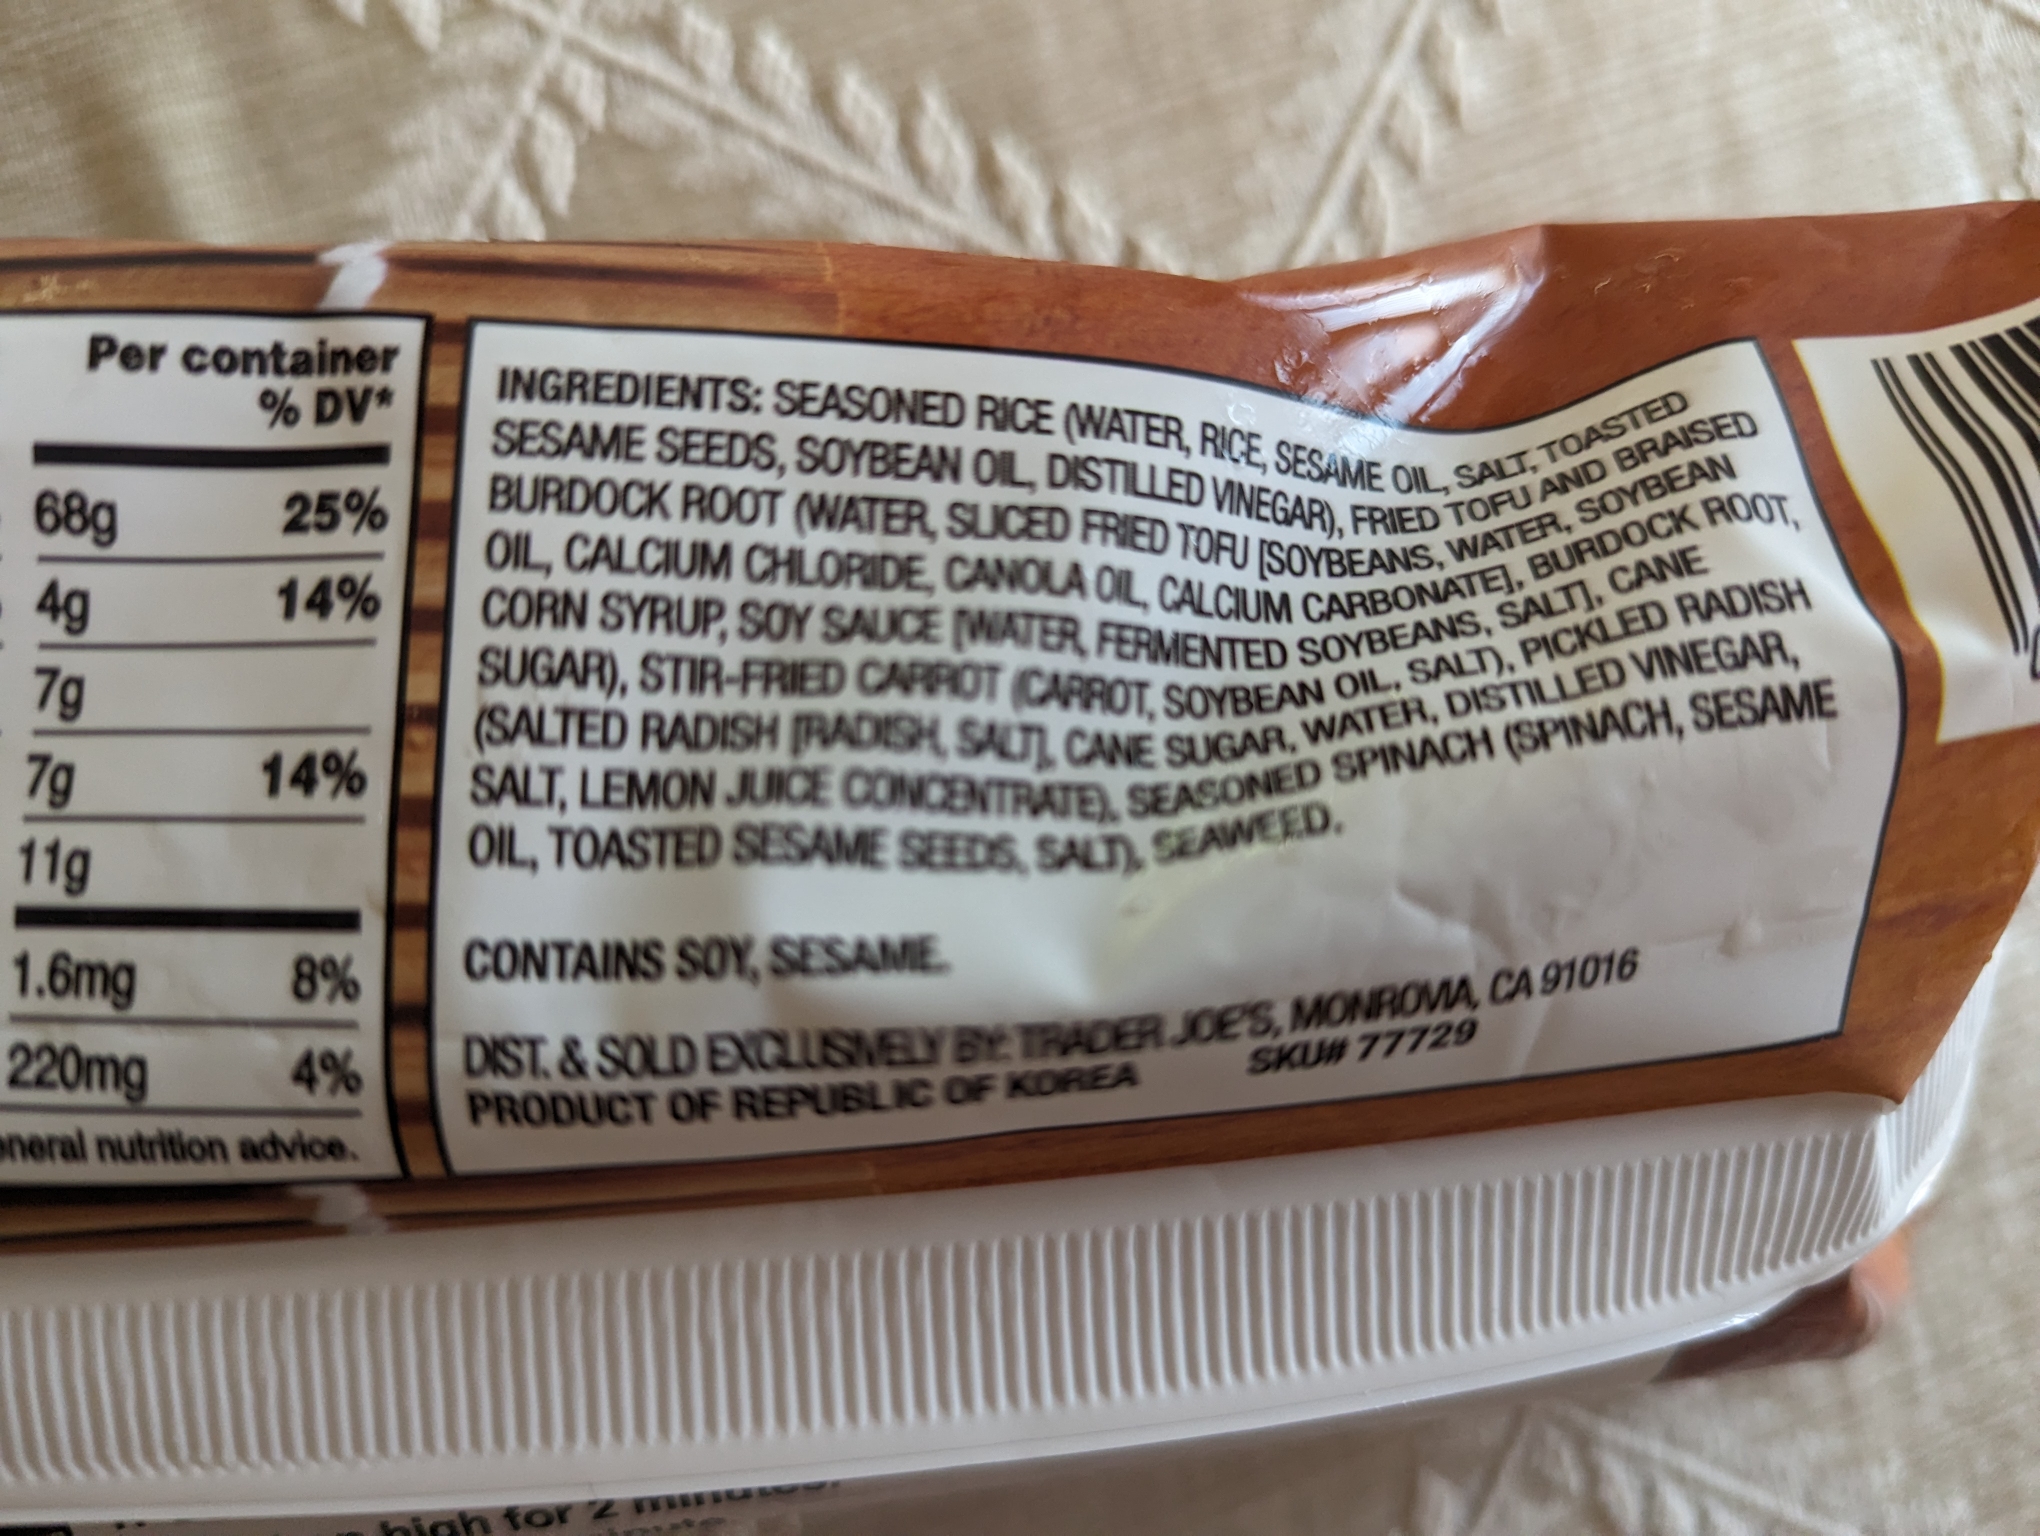 Per container
% DV*
68g 25%
4g 14%
7g
7g 14%
11g
1.6mg 8%
220mg 4%
nutrition advice.
INGREDIENTS: SEASONED RICE (WATER, RICE, SESAME OIL, SALT, TOASTED
SESAME SEEDS, SOYBEAN OIL, DISTILLED VINEGAR), FRIED TOFU AND BRAISED
BURDOCK ROOT (WATER, SLICED FRIED TOFU [SOYBEANS, WATER, SOYBEAN
OIL, CALCIUM CHLORIDE, CANOLA OIL, CALCIUM CARBONATE], BURDOCK ROOT,
CORN SYRUP, SOY SAUCE [WATER, FERMENTED SOYBEANS, SALT], CANE
SUGAR), STIR-FRIED CARROT (CARROT, SOYBEAN OIL, SALT), PICKLED RADISH
(SALTED RADISH [RADISH, SALT], CANE SUGAR, WATER, DISTILLED VINEGAR,
SALT, LEMON JUICE CONCENTRATE), SEASONED SPINACH (SPINACH, SESAME
OIL, TOASTED SESAME SEEDS, SALT), SEAWEED.
CONTAINS SOY, SESAME.
DIST. & SOLD EXCLUSIVELY BY: TRADER JOE'S, MONROVIA, CA 91016
PRODUCT OF REPUBLIC OF KOREA SKU# 77729
high for 2 minutes.